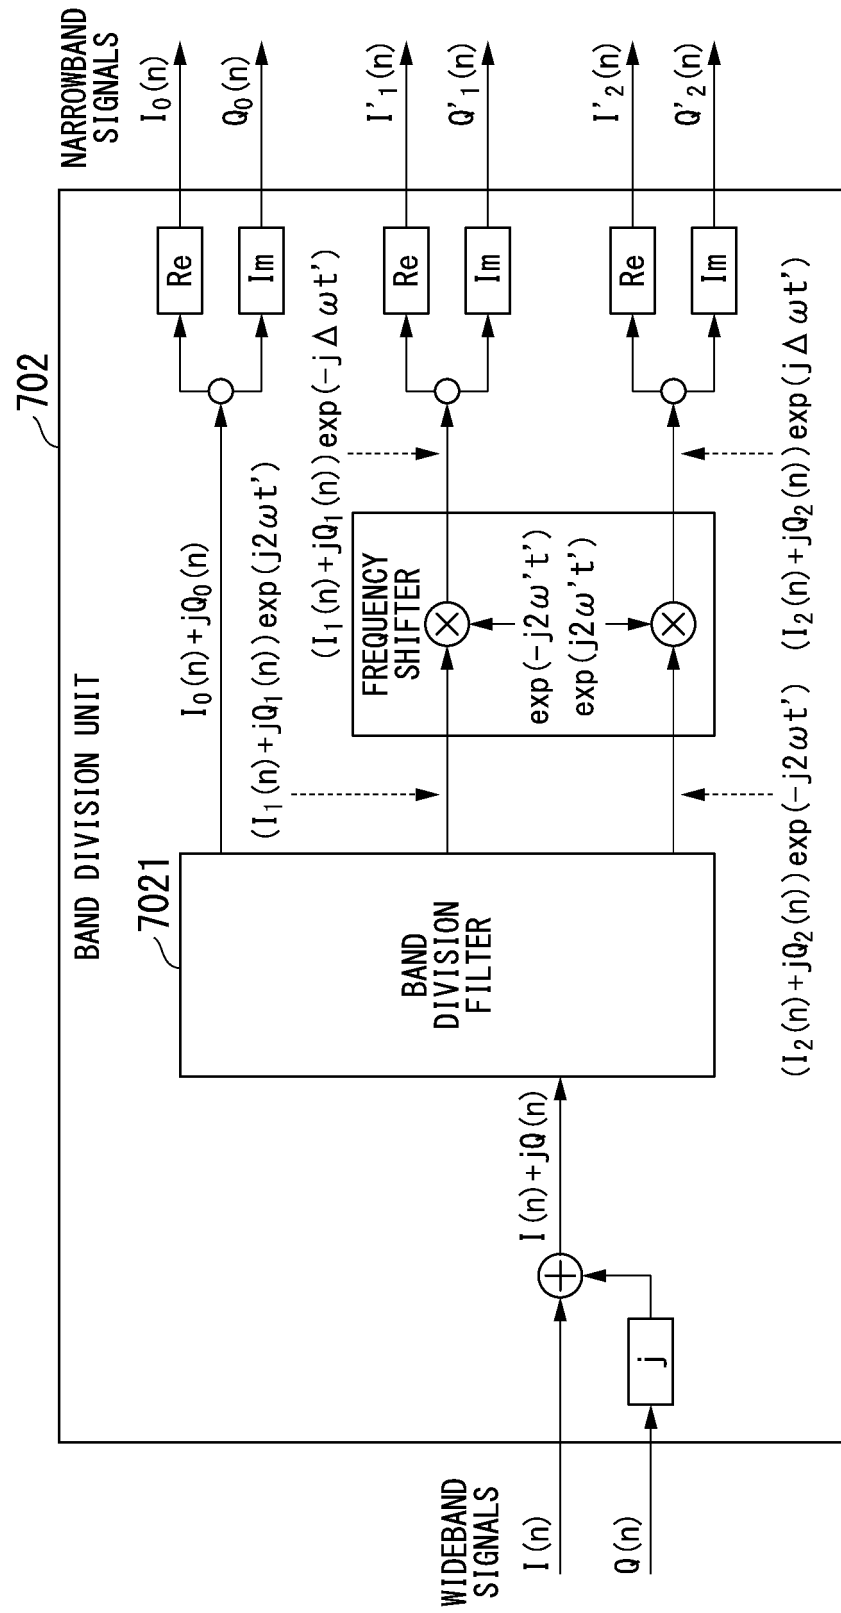 702
BAND DIVISION UNIT
NARROWBAND
SIGNALS
WIDEBAND
SIGNALS
I(n)
Q(n)
j
I(n)+jQ(n)
7021
BAND
DIVISION
FILTER
I₀(n)+jQ₀(n)
(I₁(n)+jQ₁(n))exp(j2ωt')
(I₂(n)+jQ₂(n))exp(-j2ωt')
FREQUENCY
SHIFTER
exp(-j2ω't')
exp(j2ω't')
(I₁(n)+jQ₁(n))exp(-jΔωt')
(I₂(n)+jQ₂(n))exp(jΔωt')
Re
Im
Re
Im
Re
Im
I₀(n)
Q₀(n)
I'₁(n)
Q'₁(n)
I'₂(n)
Q'₂(n)